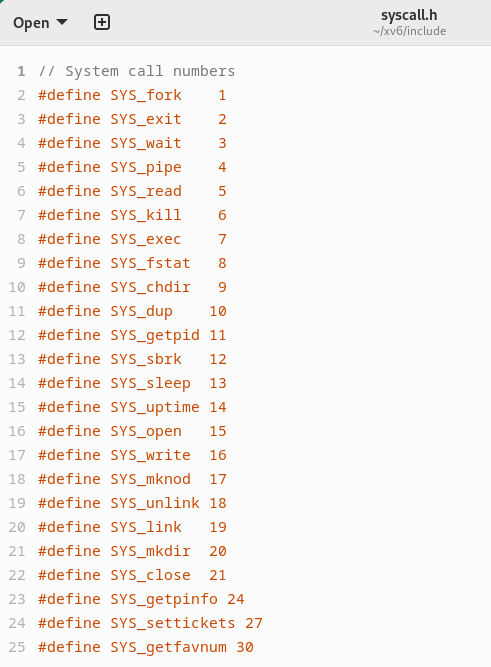 Open
syscall.h
~/xv6/include
1 // System call numbers
2 #define SYS_fork    1
3 #define SYS_exit    2
4 #define SYS_wait    3
5 #define SYS_pipe    4
6 #define SYS_read    5
7 #define SYS_kill    6
8 #define SYS_exec    7
9 #define SYS_fstat   8
10 #define SYS_chdir   9
11 #define SYS_dup    10
12 #define SYS_getpid 11
13 #define SYS_sbrk   12
14 #define SYS_sleep  13
15 #define SYS_uptime 14
16 #define SYS_open   15
17 #define SYS_write  16
18 #define SYS_mknod  17
19 #define SYS_unlink 18
20 #define SYS_link   19
21 #define SYS_mkdir  20
22 #define SYS_close  21
23 #define SYS_getpinfo 24
24 #define SYS_settickets 27
25 #define SYS_getfavnum 30